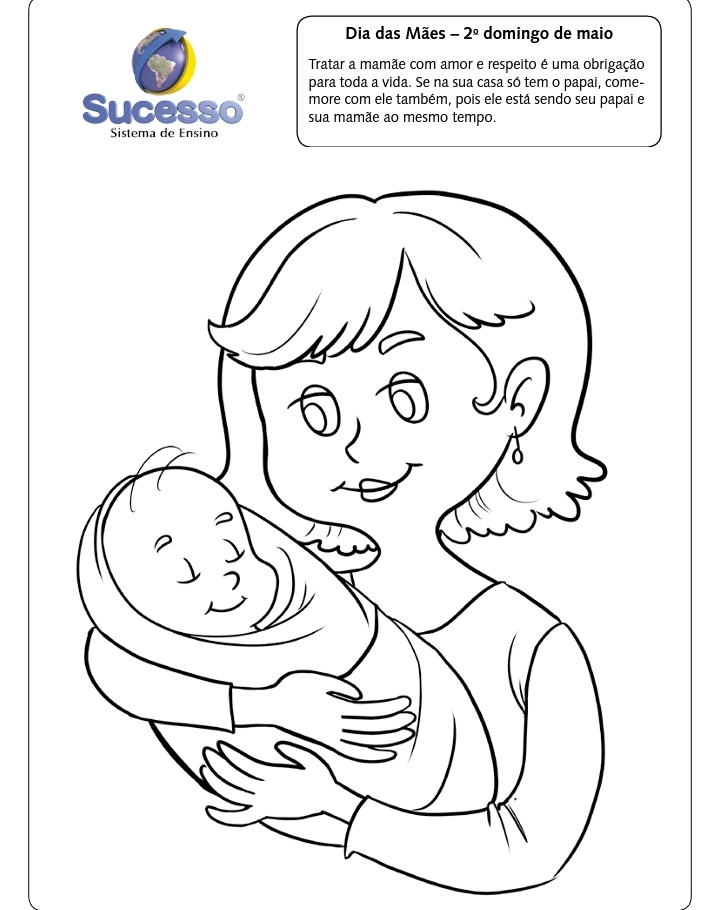 Sucesso®
Sistema de Ensino
Dia das Mães – 2º domingo de maio
Tratar a mamãe com amor e respeito é uma obrigação
para toda a vida. Se na sua casa só tem o papai, come-
more com ele também, pois ele está sendo seu papai e
sua mamãe ao mesmo tempo.